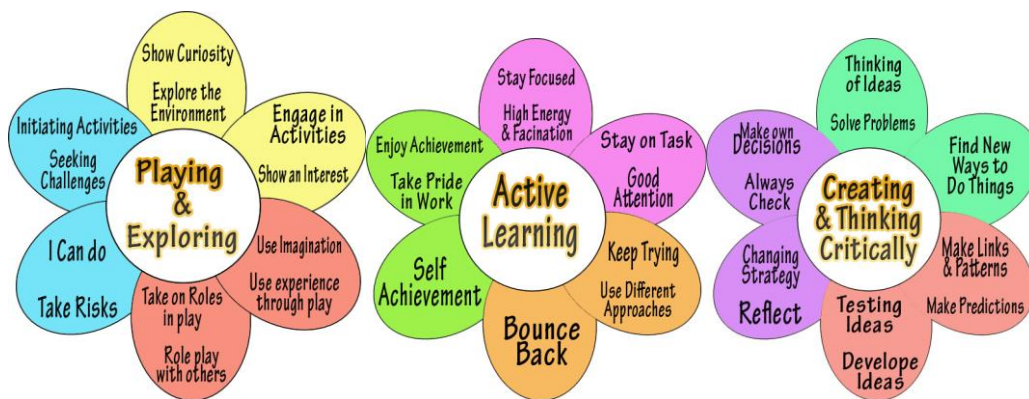 Show Curiosity
Explore the
Environment
Engage in
Activities
Show an Interest
Use Imagination
Use experience
through play
Take on Roles
in play
Role play
with others
I Can do
Take Risks
Initiating Activities
Seeking
Challenges
Playing
&
Exploring
Stay Focused
High Energy
& Facination
Stay on Task
Good
Attention
Keep Trying
Use Different
Approaches
Bounce
Back
Self
Achievement
Enjoy Achievement
Take Pride
in Work
Active
Learning
Thinking
of Ideas
Solve Problems
Find New
Ways to
Do Things
Make Links
& Patterns
Make Predictions
Testing
Ideas
Develope
Ideas
Changing
Strategy
Reflect
Make own
Decisions
Always
Check
Creating
& Thinking
Critically